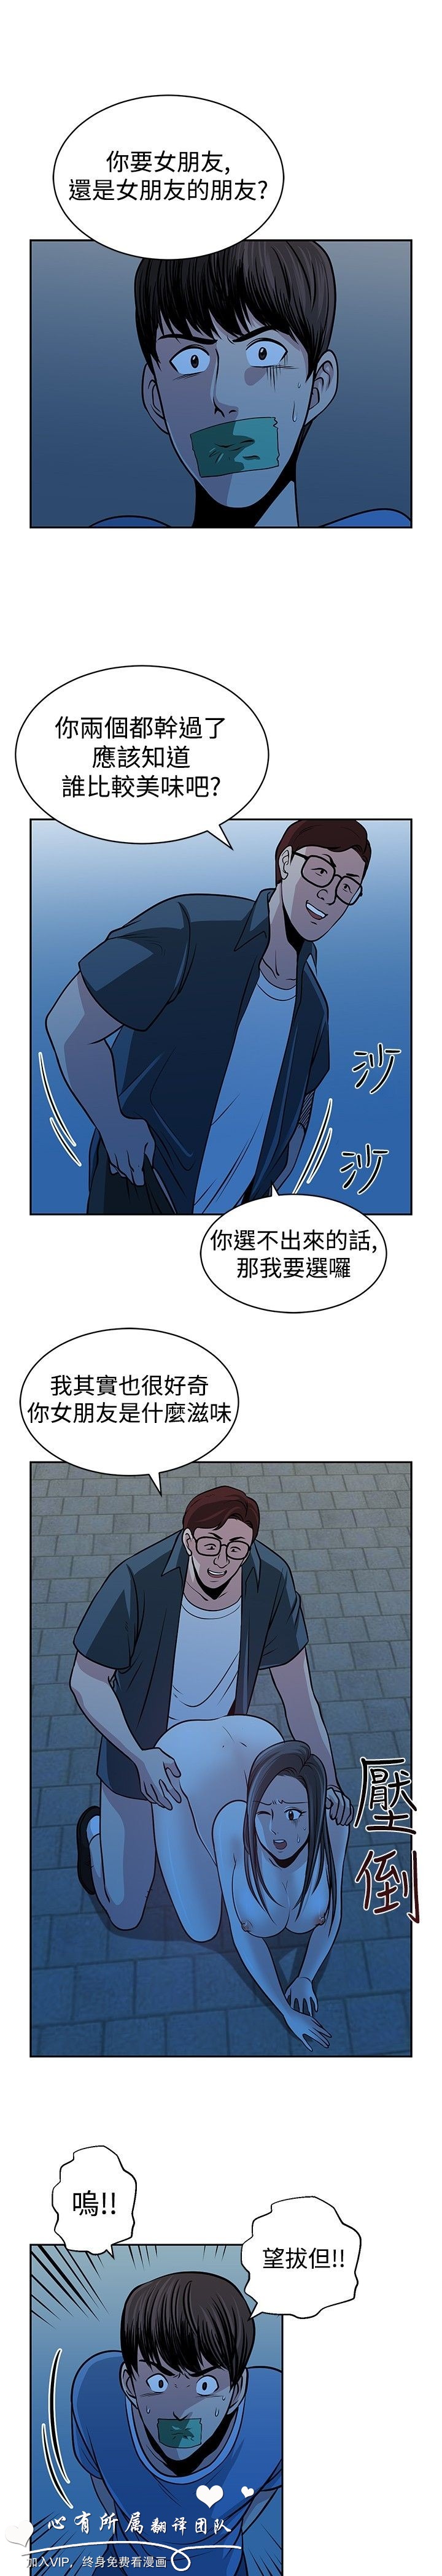 你要女朋友,
還是女朋友的朋友?
你兩個都幹過了
應該知道
誰比較美味吧?
沙
沙
你選不出來的話,
那我要選囉
我其實也很好奇
你女朋友是什麼滋味
壓
倒
嗚!!
望拔但!!
心有所属翻译团队
加入VIP，终身免费看漫画